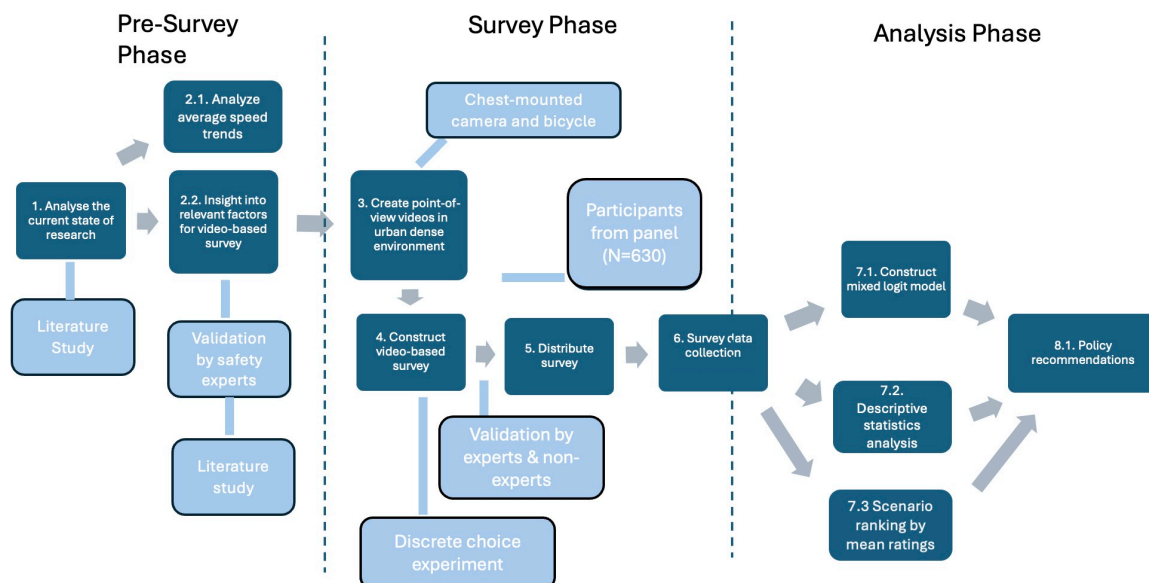 Pre-Survey
Phase
Survey Phase
Analysis Phase
2.1. Analyze
average speed
trends
Chest-mounted
camera and bicycle
1. Analyse the
current state of
research
2.2. Insight into
relevant factors
for video-based
survey
3. Create point-of-
view videos in
urban dense
environment
Participants
from panel
(N=630)
Literature
Study
Validation
by safety
experts
Literature
study
4. Construct
video-based
survey
5. Distribute
survey
6. Survey data
collection
Validation by
experts & non-
experts
Discrete choice
experiment
7.1. Construct
mixed logit model
7.2.
Descriptive
statistics
analysis
7.3 Scenario
ranking by
mean ratings
8.1. Policy
recommendations